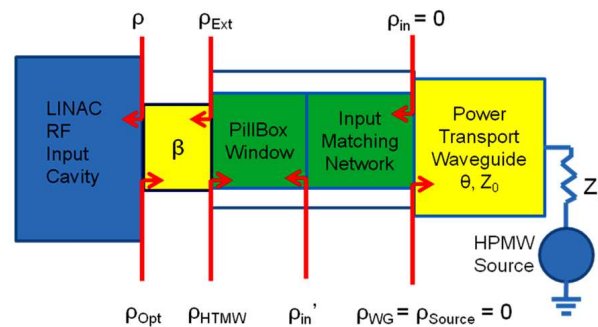 ρ
ρExt
ρin = 0
LINAC
RF
Input
Cavity
β
PillBox
Window
Input
Matching
Network
Power
Transport
Waveguide
θ, Z0
Z
HPMW
Source
ρOpt
ρHTMW
ρin'
ρWG = ρSource = 0